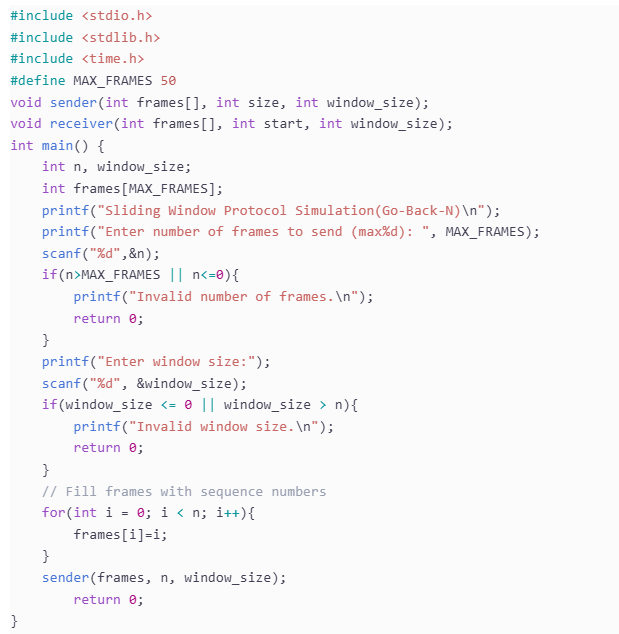 #include <stdio.h>
#include <stdlib.h>
#include <time.h>
#define MAX_FRAMES 50
void sender(int frames[], int size, int window_size);
void receiver(int frames[], int start, int window_size);
int main() {
    int n, window_size;
    int frames[MAX_FRAMES];
    printf("Sliding Window Protocol Simulation(Go-Back-N)\n");
    printf("Enter number of frames to send (max%d): ", MAX_FRAMES);
    scanf("%d",&n);
    if(n>MAX_FRAMES || n<=0){
        printf("Invalid number of frames.\n");
        return 0;
    }
    printf("Enter window size:");
    scanf("%d", &window_size);
    if(window_size <= 0 || window_size > n){
        printf("Invalid window size.\n");
        return 0;
    }
    // Fill frames with sequence numbers
    for(int i = 0; i < n; i++){
        frames[i]=i;
    }
    sender(frames, n, window_size);
        return 0;
}